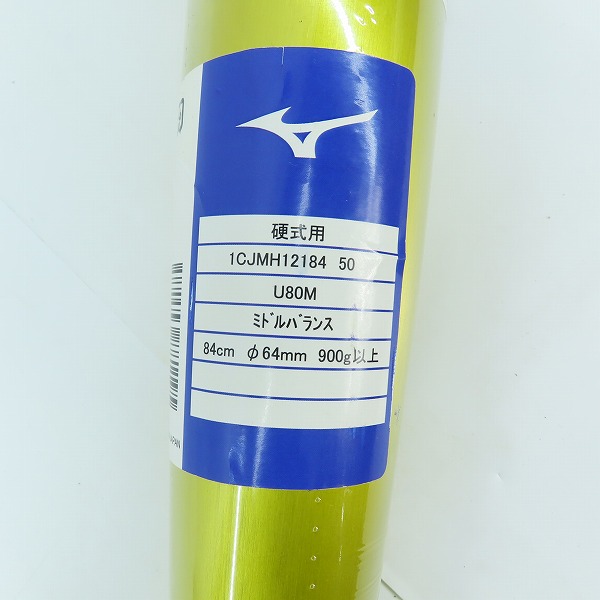 硬式用
1CJMH12184 50
U80M
ﾐﾄﾞﾙﾊﾞﾗﾝｽ
84cm φ64mm 900g以上
JAPAN